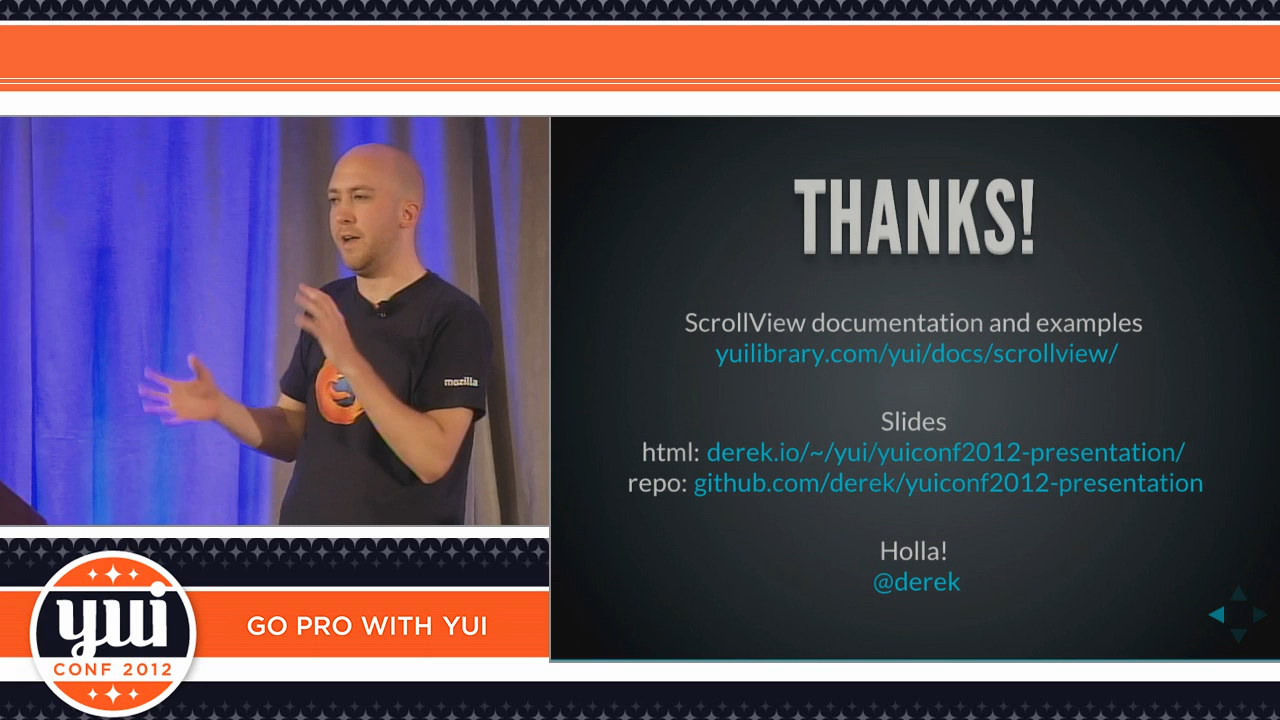 mozilla
THANKS!
ScrollView documentation and examples
yuilibrary.com/yui/docs/scrollview/
Slides
html: derek.io/~/yui/yuiconf2012-presentation/
repo: github.com/derek/yuiconf2012-presentation
Holla!
@derek
yui
CONF 2012
GO PRO WITH YUI